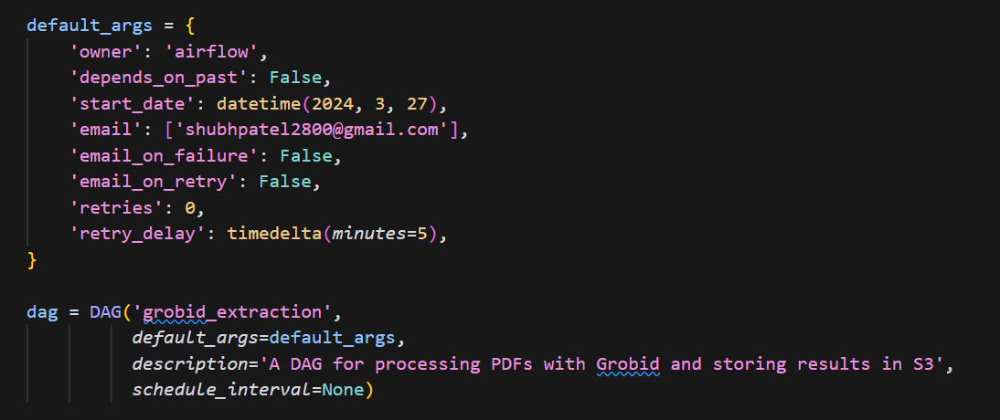 default_args = {
    'owner': 'airflow',
    'depends_on_past': False,
    'start_date': datetime(2024, 3, 27),
    'email': ['shubhpatel2800@gmail.com'],
    'email_on_failure': False,
    'email_on_retry': False,
    'retries': 0,
    'retry_delay': timedelta(minutes=5),
}

dag = DAG('grobid_extraction',
          default_args=default_args,
          description='A DAG for processing PDFs with Grobid and storing results in S3',
          schedule_interval=None)